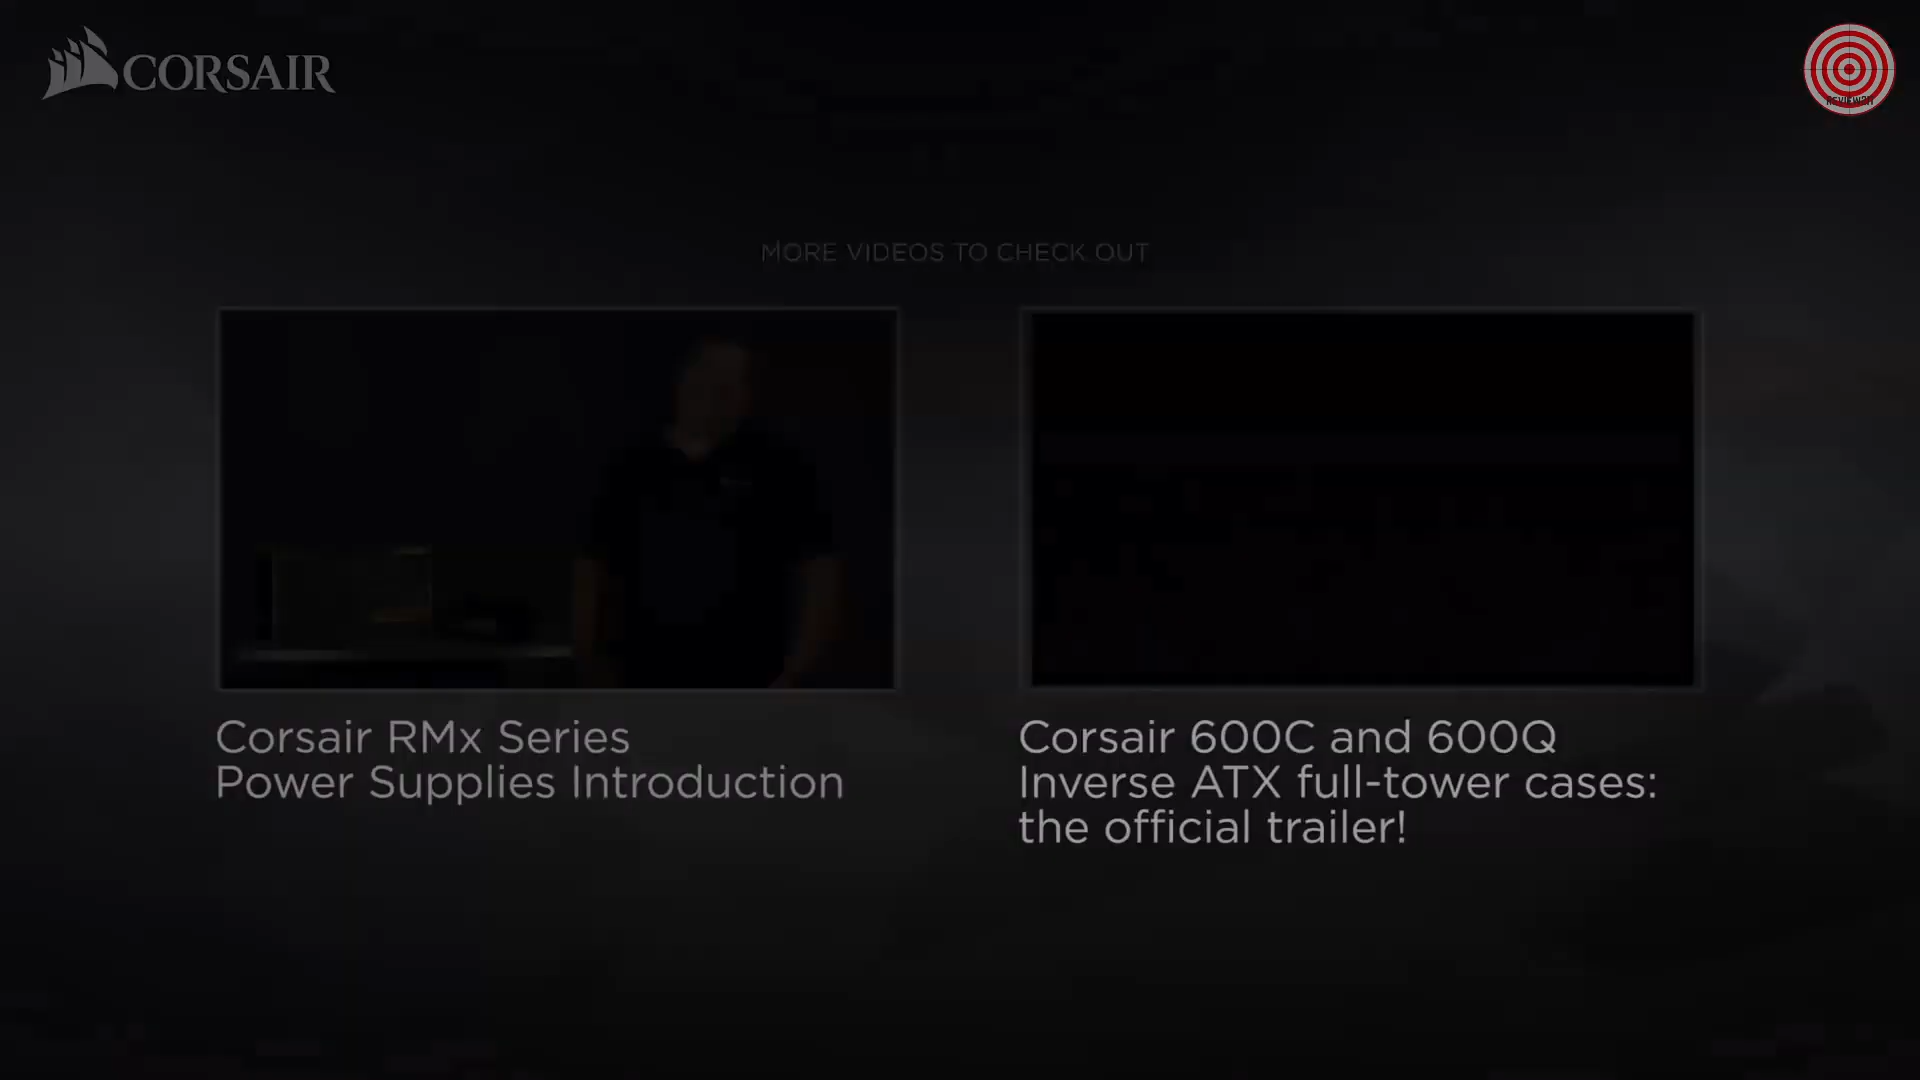 CORSAIR
MORE VIDEOS TO CHECK OUT
Corsair RMx Series
Power Supplies Introduction
Corsair 600C and 600Q
Inverse ATX full-tower cases:
the official trailer!